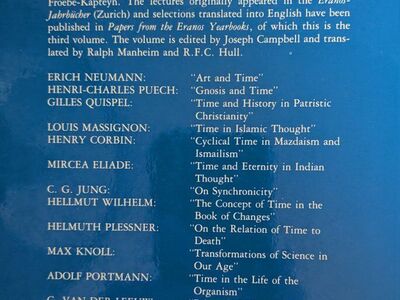 Froebe-Kapteyn. The lectures originally appeared in the Eranos-
Jahrbücher (Zurich) and selections translated into English have been
published in Papers from the Eranos Yearbooks, of which this is the
third volume. The volume is edited by Joseph Campbell and trans-
lated by Ralph Manheim and R.F.C. Hull.
ERICH NEUMANN: "Art and Time"
HENRI-CHARLES PUECH: "Gnosis and Time"
GILLES QUISPEL: "Time and History in Patristic
Christianity"
LOUIS MASSIGNON: "Time in Islamic Thought"
HENRY CORBIN: "Cyclical Time in Mazdaism and
Ismailism"
MIRCEA ELIADE: "Time and Eternity in Indian
Thought"
C. G. JUNG: "On Synchronicity"
HELLMUT WILHELM: "The Concept of Time in the
Book of Changes"
HELMUTH PLESSNER: "On the Relation of Time to
Death"
MAX KNOLL: "Transformations of Science in
Our Age"
ADOLF PORTMANN: "Time in the Life of the
Organism"
G. VAN DER LEEUW: